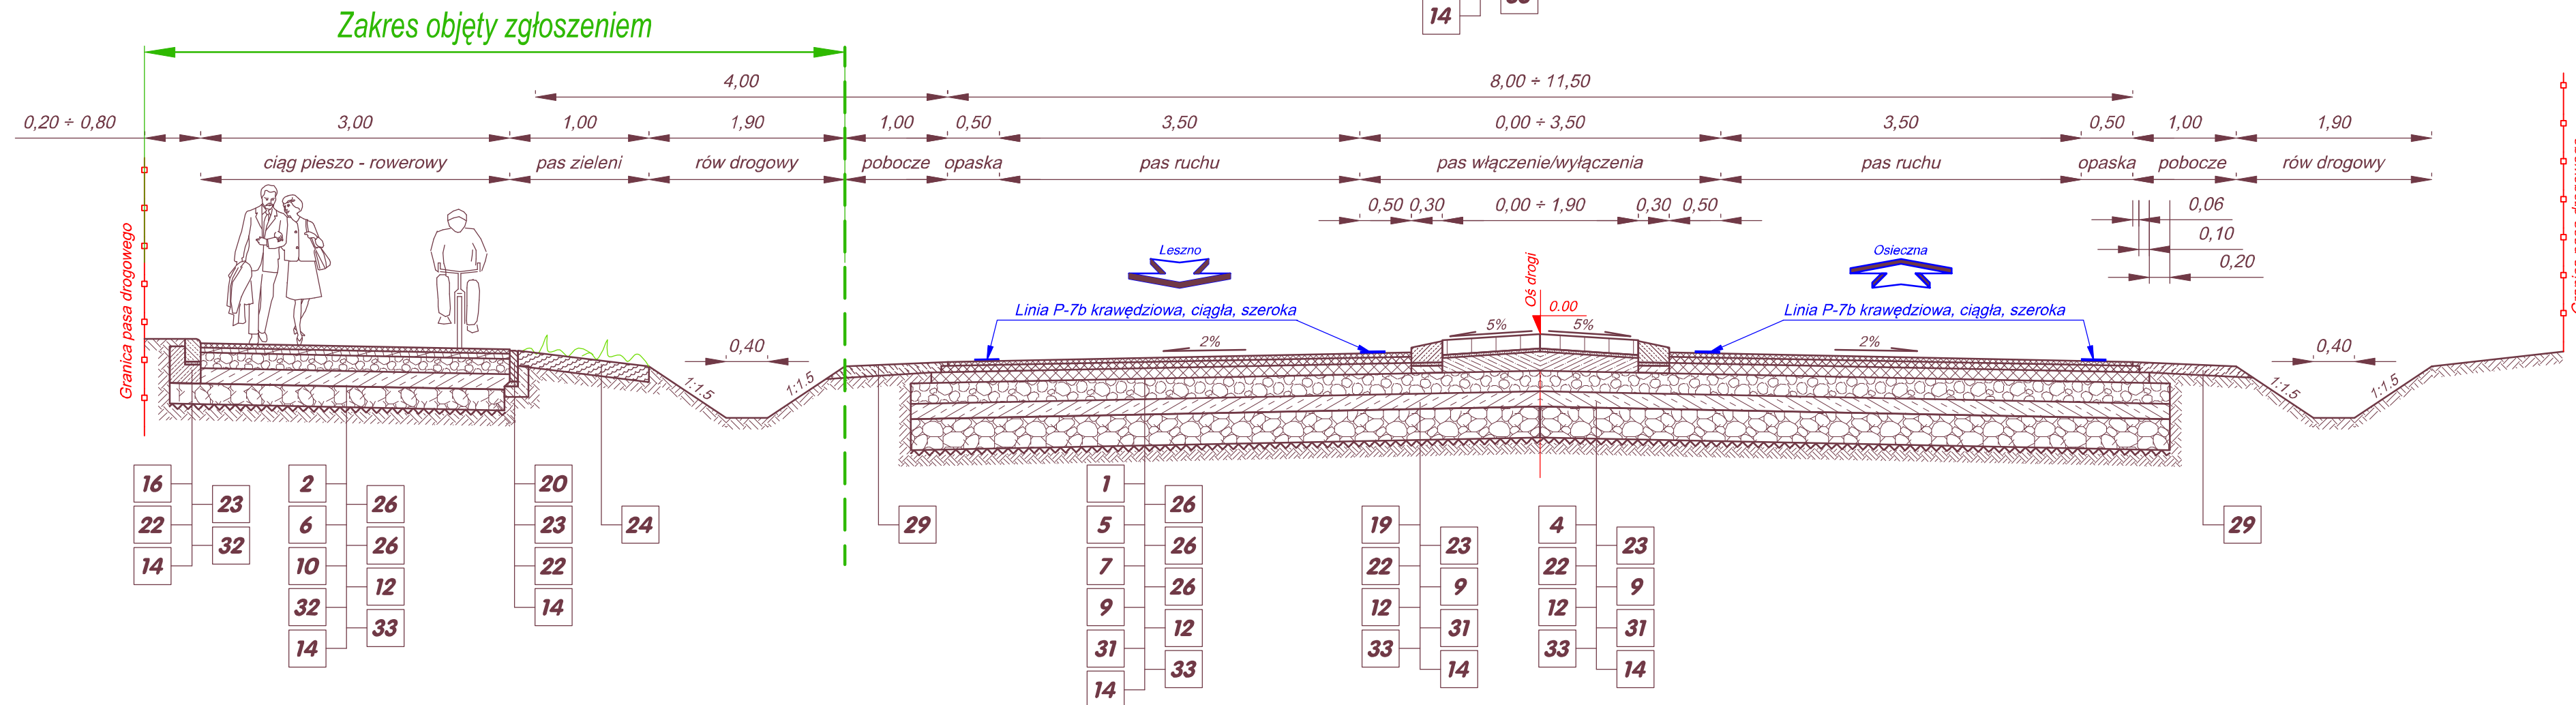 14
Zakres objęty zgłoszeniem
4,00 8,00 ÷ 11,50
0,20 ÷ 0,80 3,00 1,00 1,90 1,00 0,50 3,50 0,00 ÷ 3,50 3,50 0,50 1,00 1,90
ciąg pieszo - rowerowy pas zieleni rów drogowy pobocze opaska pas ruchu pas włączenie/wyłączenia pas ruchu opaska pobocze rów drogowy
0,50 0,30 0,00 ÷ 1,90 0,30 0,50 0,06
0,10
0,20
Granica pasa drogowego
Leszno
Oś drogi
Osieczna
Linia P-7b krawędziowa, ciągła, szeroka
0.00
Linia P-7b krawędziowa, ciągła, szeroka
5% 5%
0,40 2% 2% 0,40
1:1.5 1:1.5 1:1.5 1:1.5
16 2 20 1
23 26 26
22 6 23 24 29 5 19 4 29
32 26 26 23 23
14 10 22 7 22 22
12 26 9 9
32 14 9 12 12
33 12 31 31
14 31 33 33
33 14 14
14